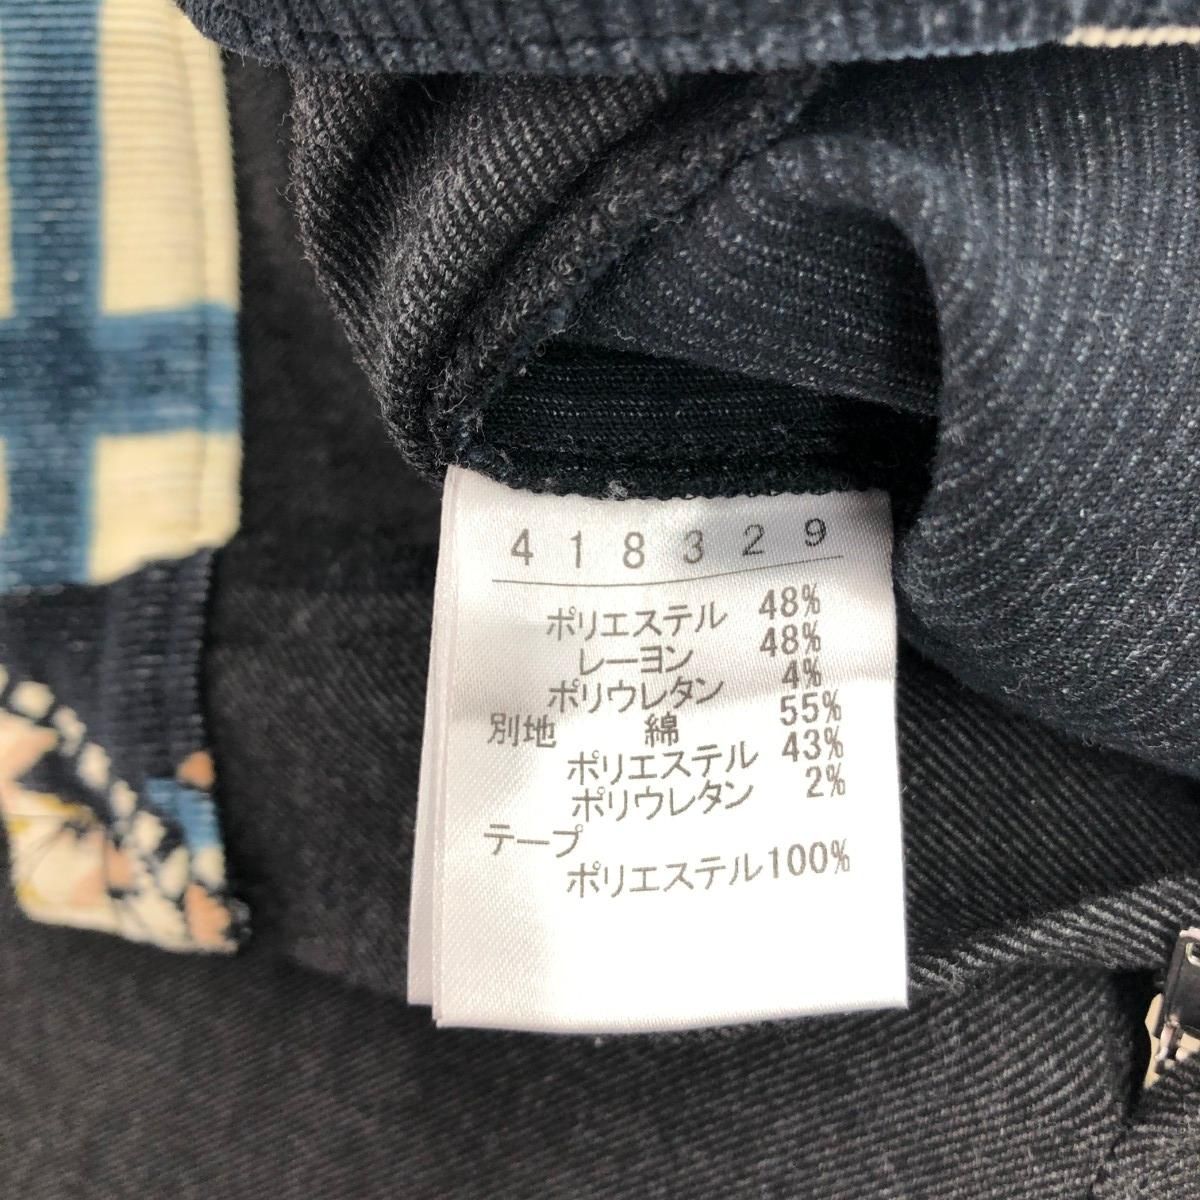 418329
ポリエステル 48%
レーヨン 48%
ポリウレタン 4%
別地 綿 55%
ポリエステル 43%
ポリウレタン 2%
テープ
ポリエステル100%